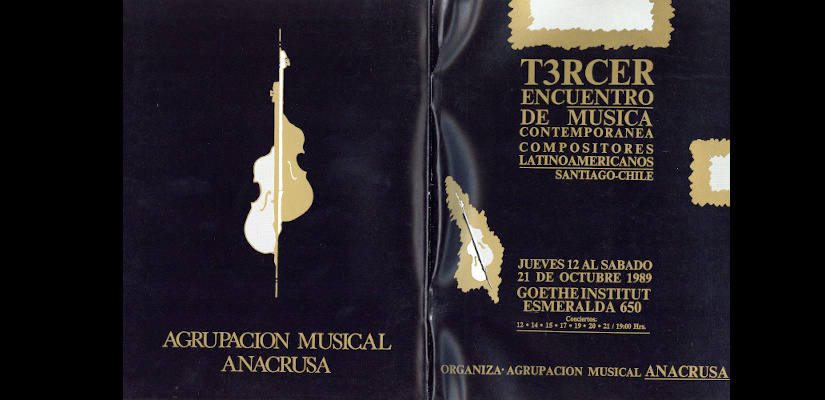 AGRUPACION MUSICAL
ANACRUSA
T3RCER
ENCUENTRO
DE MUSICA
CONTEMPORANEA
COMPOSITORES
LATINOAMERICANOS
SANTIAGO-CHILE
JUEVES 12 AL SABADO
21 DE OCTUBRE 1989
GOETHE INSTITUT
ESMERALDA 650
Conciertos:
12 • 14 • 15 • 17 • 19 • 20 • 21 / 19:00 Hrs.
ORGANIZA• AGRUPACION MUSICAL ANACRUSA